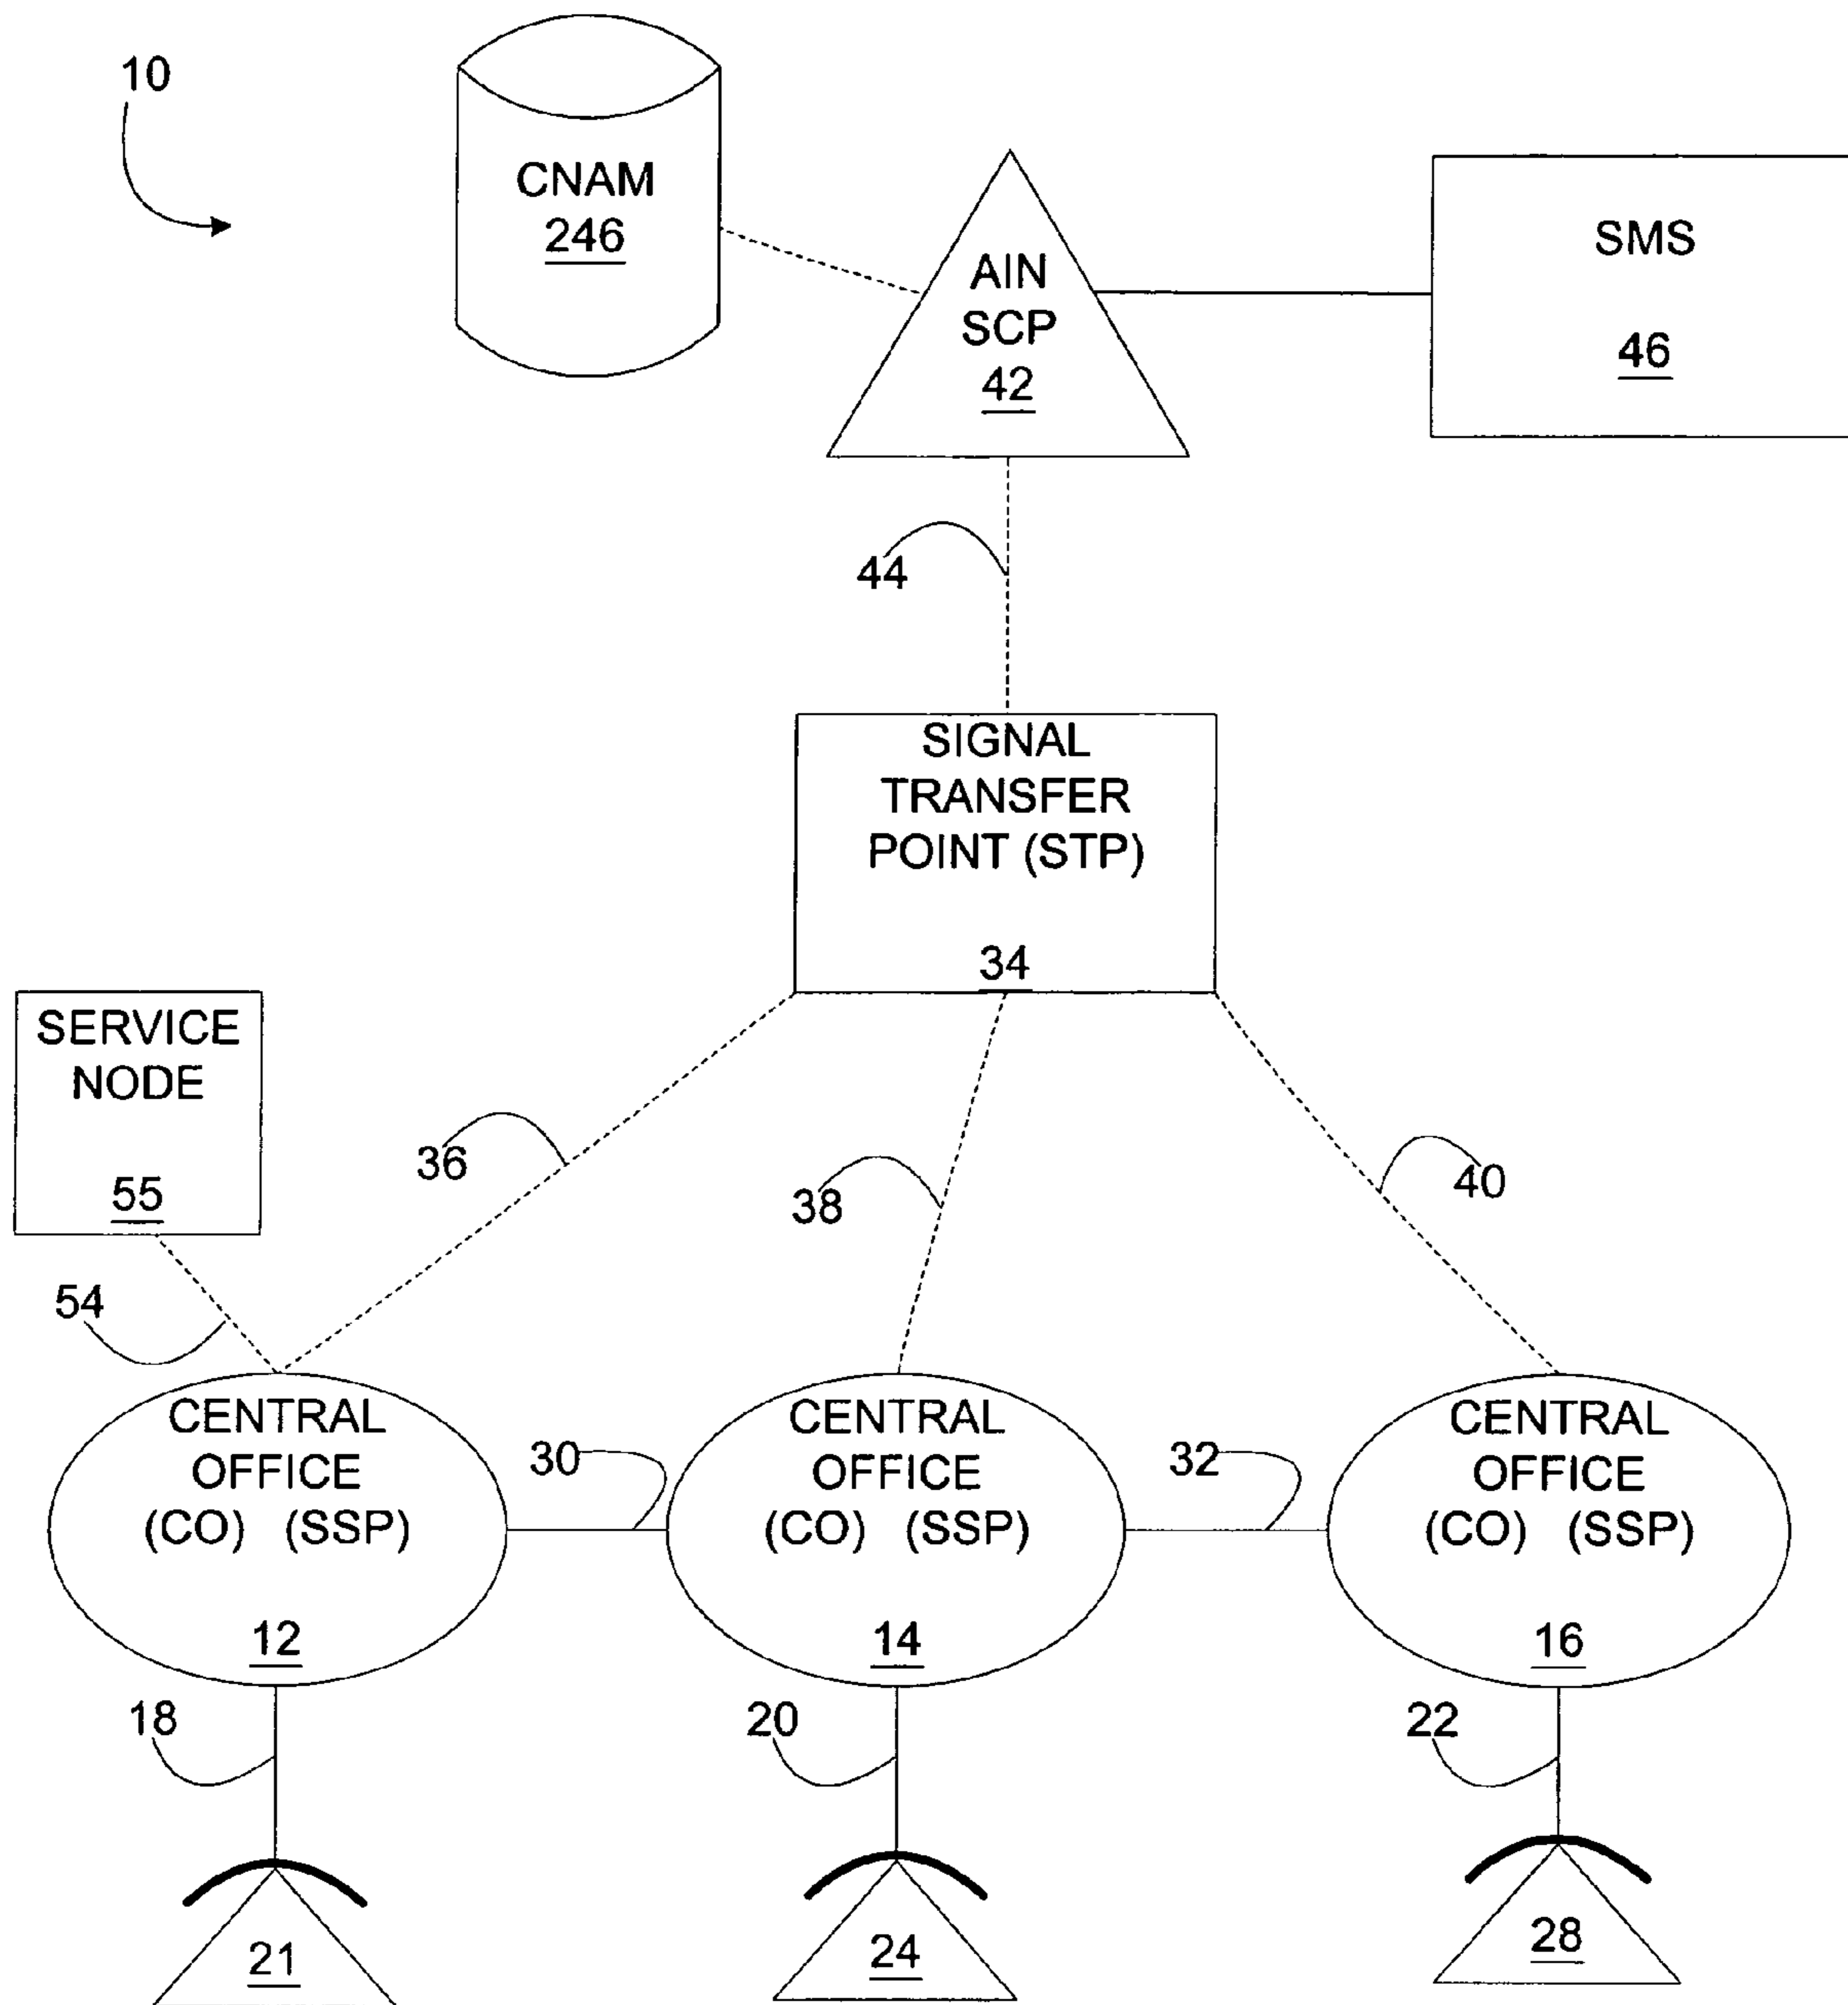 10
CNAM
246
AIN
SCP
42
SMS
46
44
SIGNAL
TRANSFER
POINT (STP)
34
SERVICE
NODE
55
36
38
40
54
CENTRAL
OFFICE
(CO) (SSP)
12
30
CENTRAL
OFFICE
(CO) (SSP)
14
32
CENTRAL
OFFICE
(CO) (SSP)
16
18
20
22
21
24
28